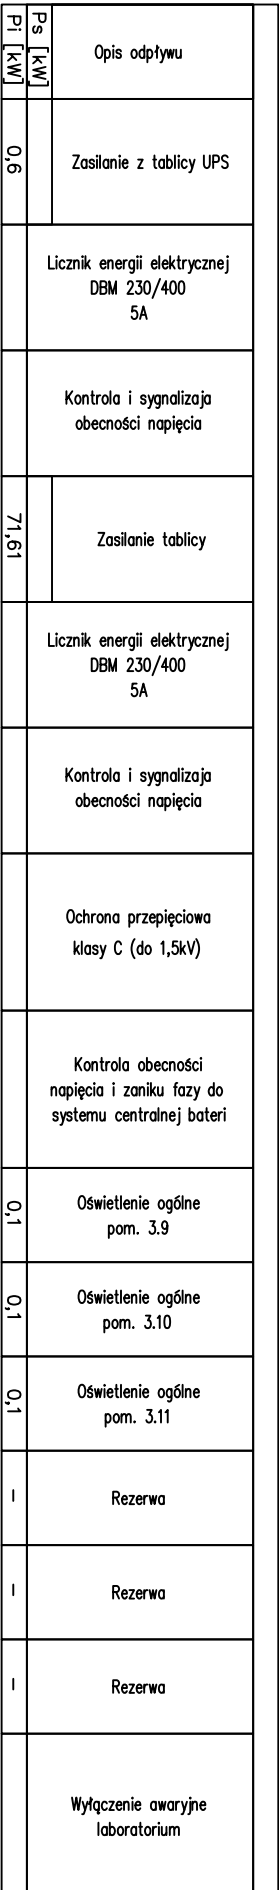 Pi [kW]
Ps [kW]
Opis odpływu
0,6
Zasilanie z tablicy UPS
Licznik energii elektrycznej
DBM 230/400
5A
Kontrola i sygnalizaja
obecności napięcia
71,61
Zasilanie tablicy
Licznik energii elektrycznej
DBM 230/400
5A
Kontrola i sygnalizaja
obecności napięcia
Ochrona przepięciowa
klasy C (do 1,5kV)
Kontrola obecności
napięcia i zaniku fazy do
systemu centralnej bateri
0,1
Oświetlenie ogólne
pom. 3.9
0,1
Oświetlenie ogólne
pom. 3.10
0,1
Oświetlenie ogólne
pom. 3.11
–
Rezerwa
–
Rezerwa
–
Rezerwa
Wyłączenie awaryjne
laboratorium